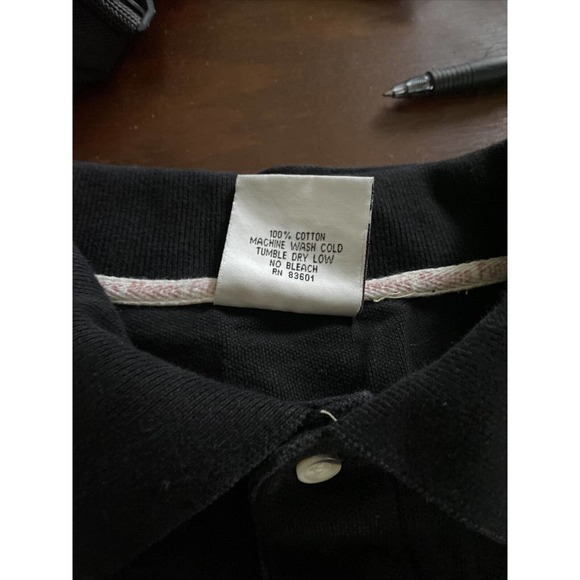 100% COTTON
MACHINE WASH COLD
TUMBLE DRY LOW
NO BLEACH
RN 83601